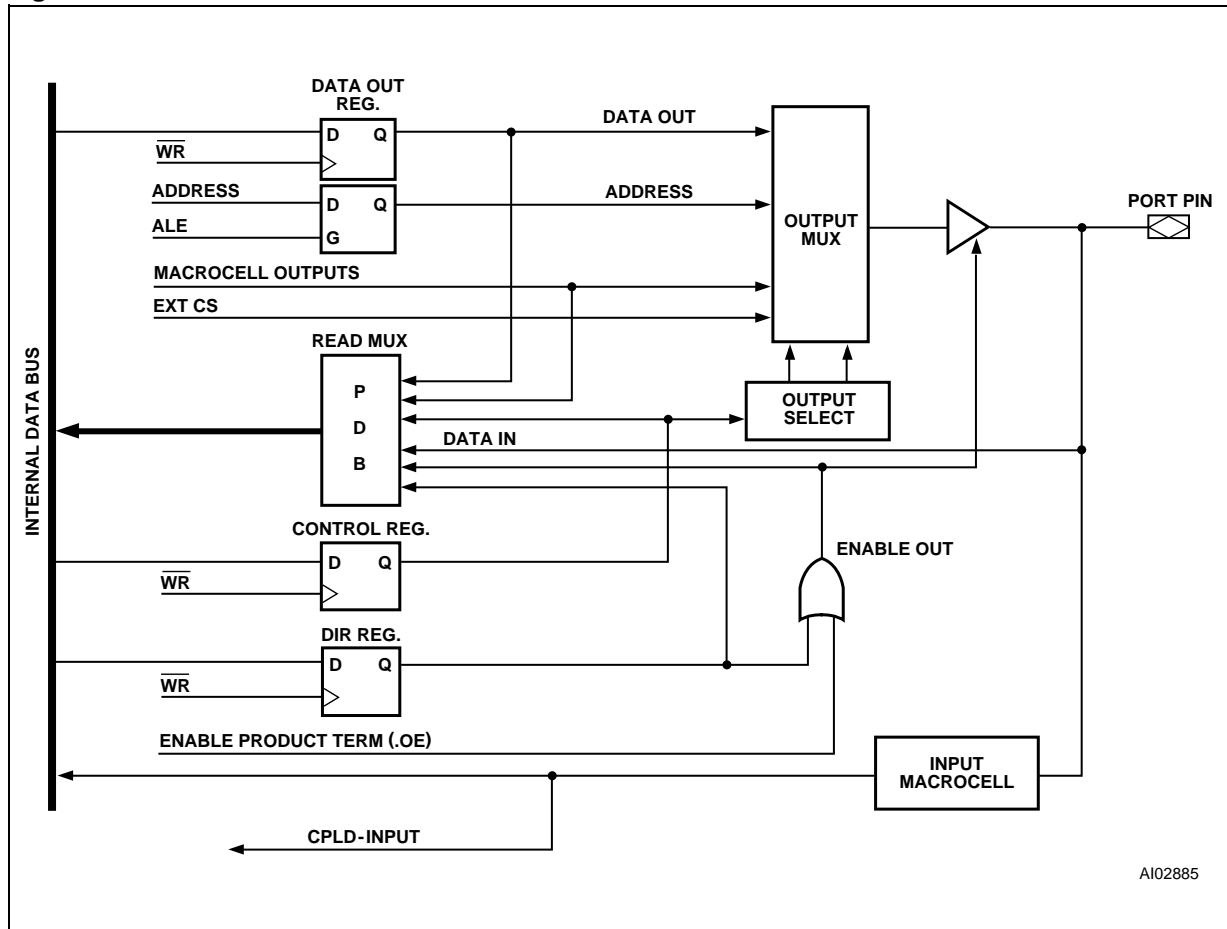 DATA OUT
REG.
D Q
WR
DATA OUT
ADDRESS
D Q
ADDRESS
ALE
G
OUTPUT
MUX
PORT PIN
MACROCELL OUTPUTS
EXT CS
READ MUX
P
D
B
OUTPUT
SELECT
DATA IN
INTERNAL DATA BUS
CONTROL REG.
D Q
WR
ENABLE OUT
DIR REG.
D Q
WR
ENABLE PRODUCT TERM (.OE)
INPUT
MACROCELL
CPLD-INPUT
AI02885